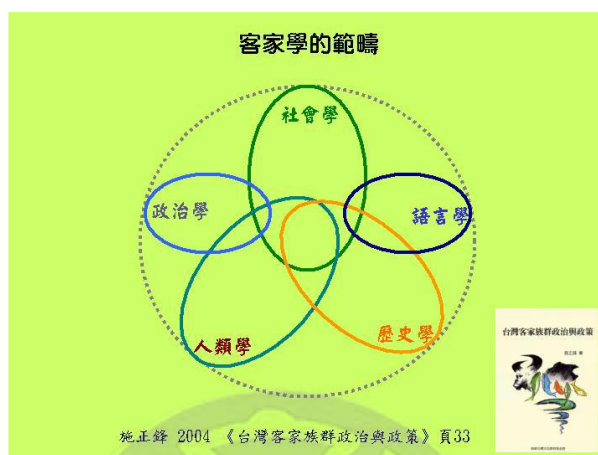 客家學的範疇
社會學
政治學
語言學
人類學
歷史學
台灣客家族群政治與政策
施正鋒 2004 《台灣客家族群政治與政策》頁33